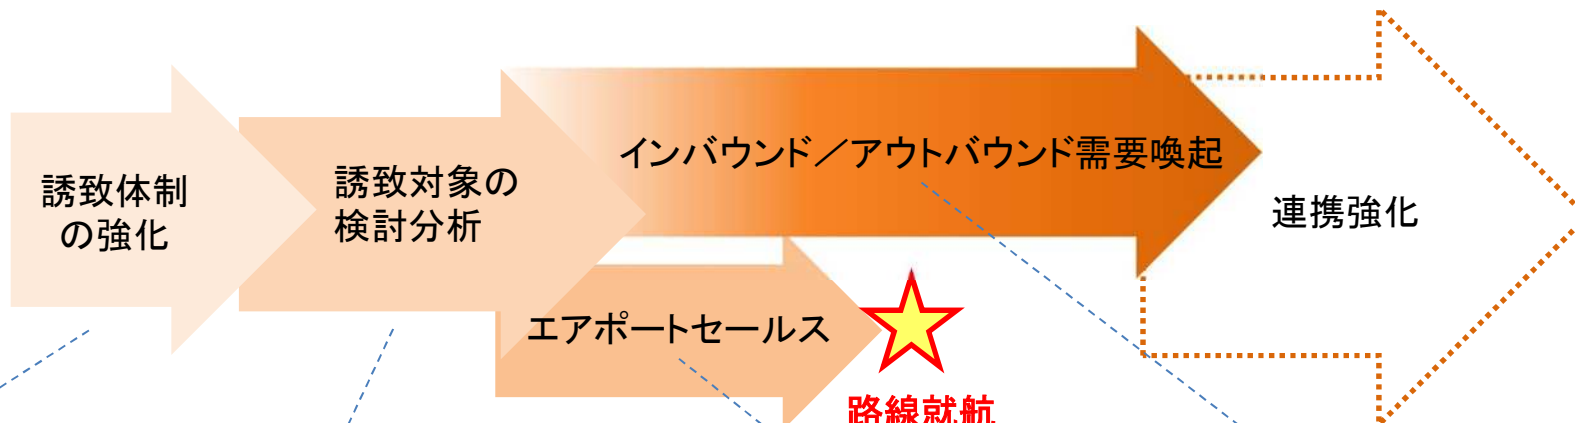 誘致体制
の強化
誘致対象の
検討分析
インバウンド／アウトバウンド需要喚起
エアポートセールス
路線就航
連携強化